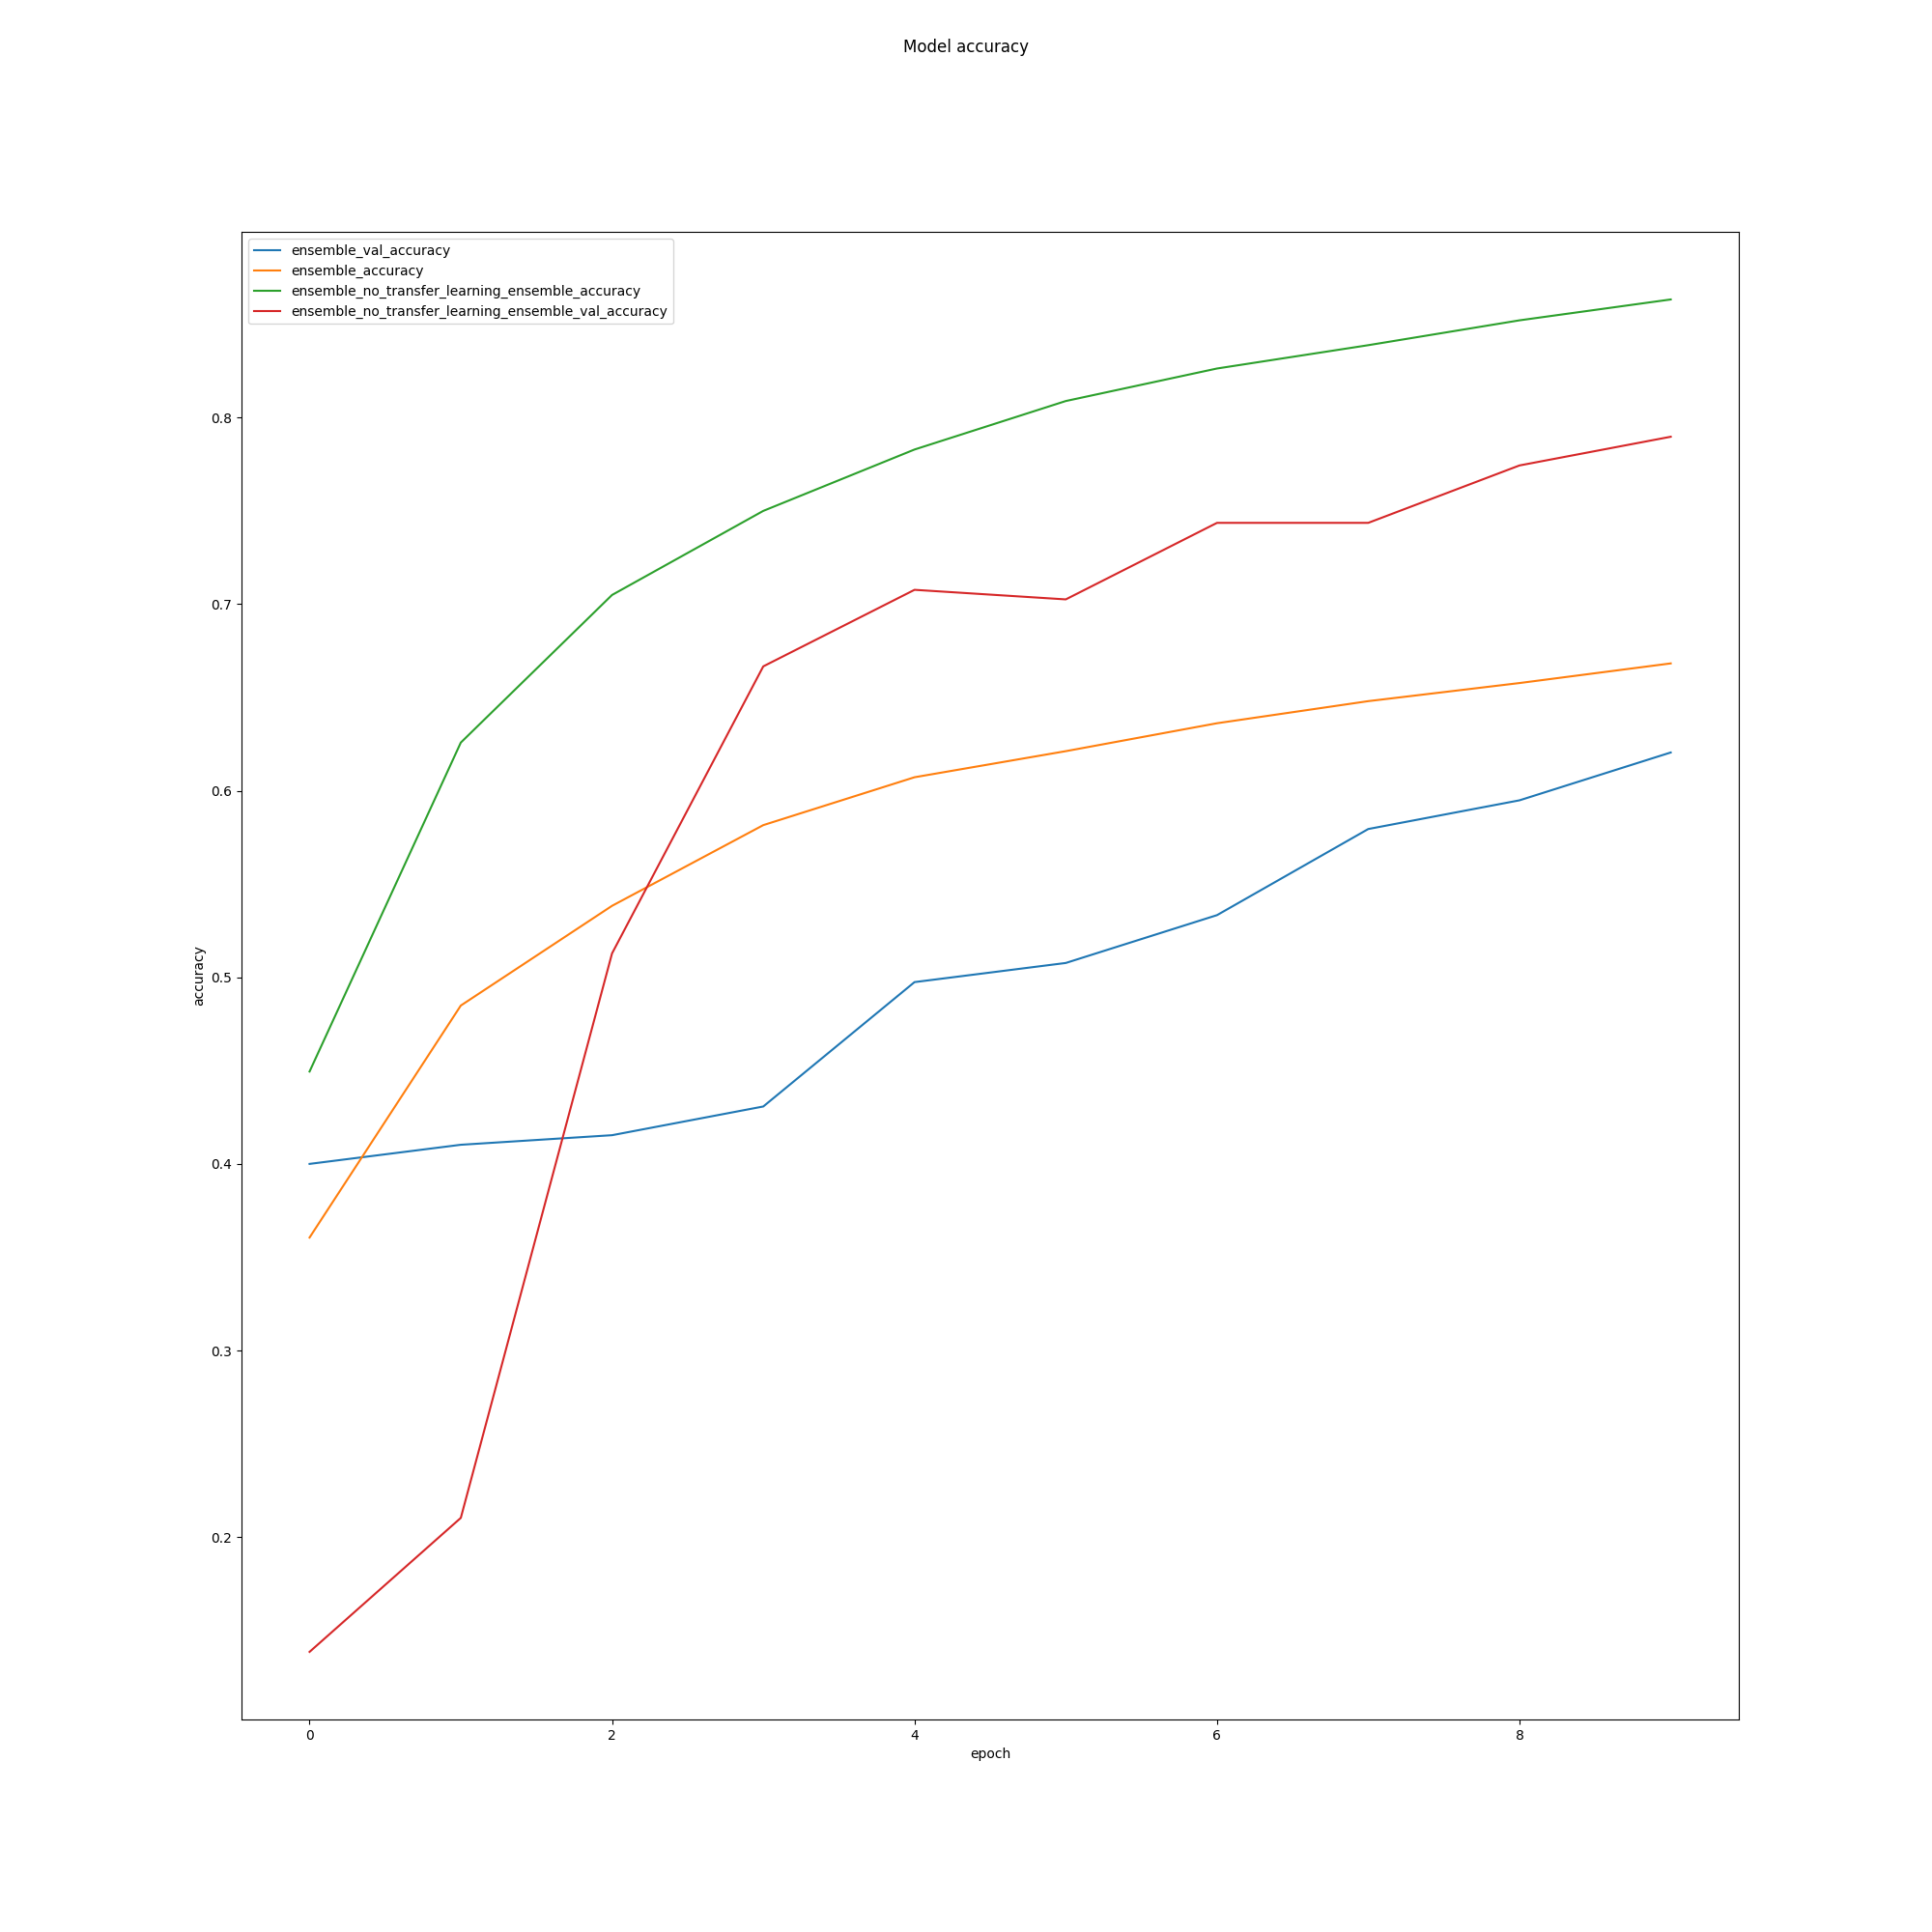 Model accuracy
ensemble_val_accuracy
ensemble_accuracy
ensemble_no_transfer_learning_ensemble_accuracy
ensemble_no_transfer_learning_ensemble_val_accuracy
0.8
0.7
0.6
0.5
0.4
0.3
0.2
accuracy
0 2 4 6 8
epoch